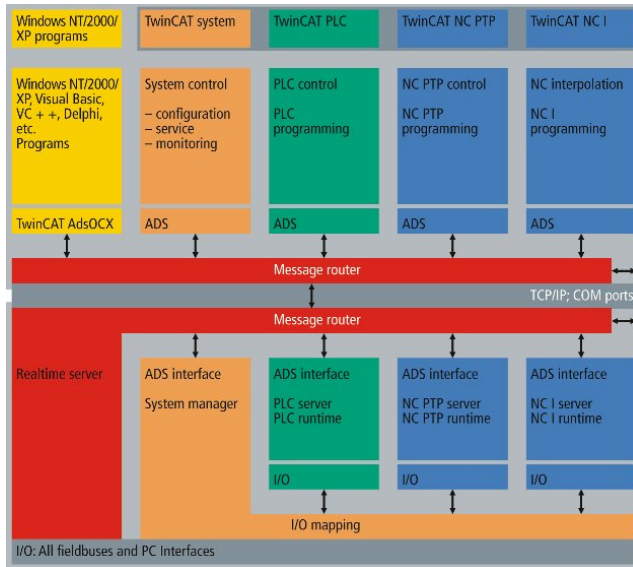 Windows NT/2000/
XP programs
TwinCAT system
TwinCAT PLC
TwinCAT NC PTP
TwinCAT NC I
Windows NT/2000/
XP, Visual Basic,
VC + +, Delphi,
etc.
Programs
System control
– configuration
– service
– monitoring
PLC control
PLC
programming
NC PTP control
NC PTP
programming
NC interpolation
NC I
programming
TwinCAT AdsOCX
ADS
ADS
ADS
ADS
Message router
TCP/IP; COM ports
Message router
Realtime server
ADS interface
System manager
ADS interface
PLC server
PLC runtime
ADS interface
NC PTP server
NC PTP runtime
ADS interface
NC I server
NC I runtime
I/O
I/O
I/O
I/O mapping
I/O: All fieldbuses and PC Interfaces